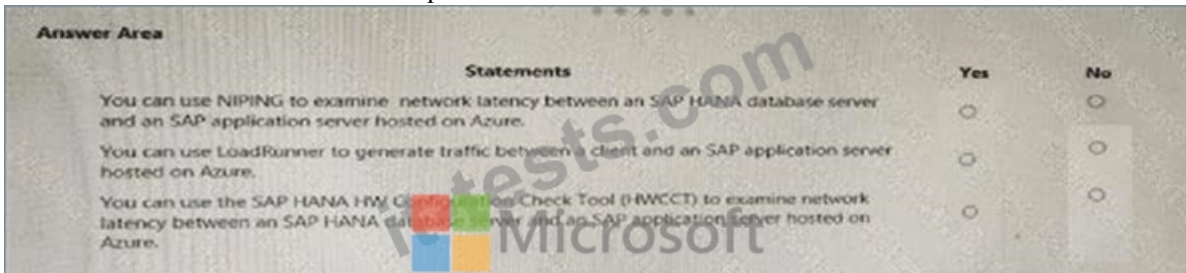 Answer Area
Statements Yes No
You can use NIPING to examine network latency between an SAP HANA database server
and an SAP application server hosted on Azure.
You can use LoadRunner to generate traffic between a client and an SAP application server
hosted on Azure.
You can use the SAP HANA HW Configuration Check Tool (HWCCT) to examine network
latency between an SAP HANA database server and an SAP application server hosted on
Azure.
Microsoft